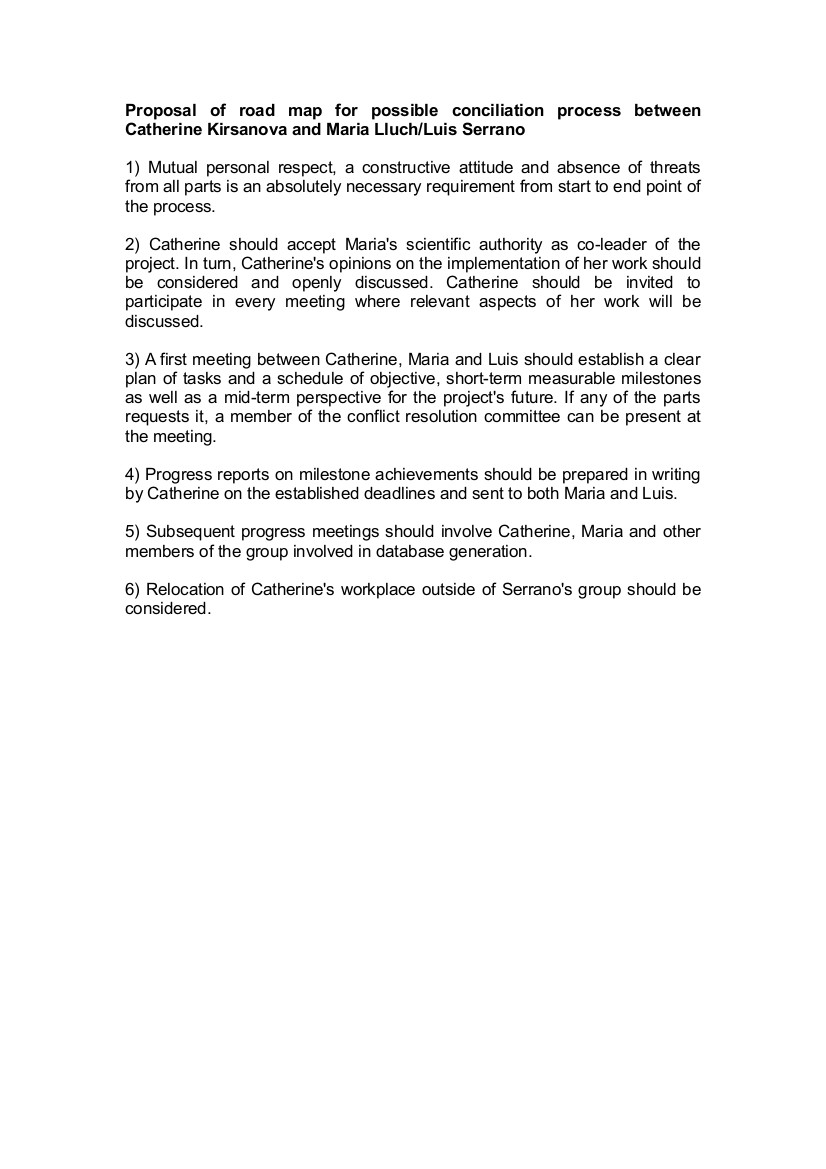 Proposal of road map for possible conciliation process between
Catherine Kirsanova and Maria Lluch/Luis Serrano
1) Mutual personal respect, a constructive attitude and absence of threats
from all parts is an absolutely necessary requirement from start to end point of
the process.
2) Catherine should accept Maria's scientific authority as co-leader of the
project. In turn, Catherine's opinions on the implementation of her work should
be considered and openly discussed. Catherine should be invited to
participate in every meeting where relevant aspects of her work will be
discussed.
3) A first meeting between Catherine, Maria and Luis should establish a clear
plan of tasks and a schedule of objective, short-term measurable milestones
as well as a mid-term perspective for the project's future. If any of the parts
requests it, a member of the conflict resolution committee can be present at
the meeting.
4) Progress reports on milestone achievements should be prepared in writing
by Catherine on the established deadlines and sent to both Maria and Luis.
5) Subsequent progress meetings should involve Catherine, Maria and other
members of the group involved in database generation.
6) Relocation of Catherine's workplace outside of Serrano's group should be
considered.